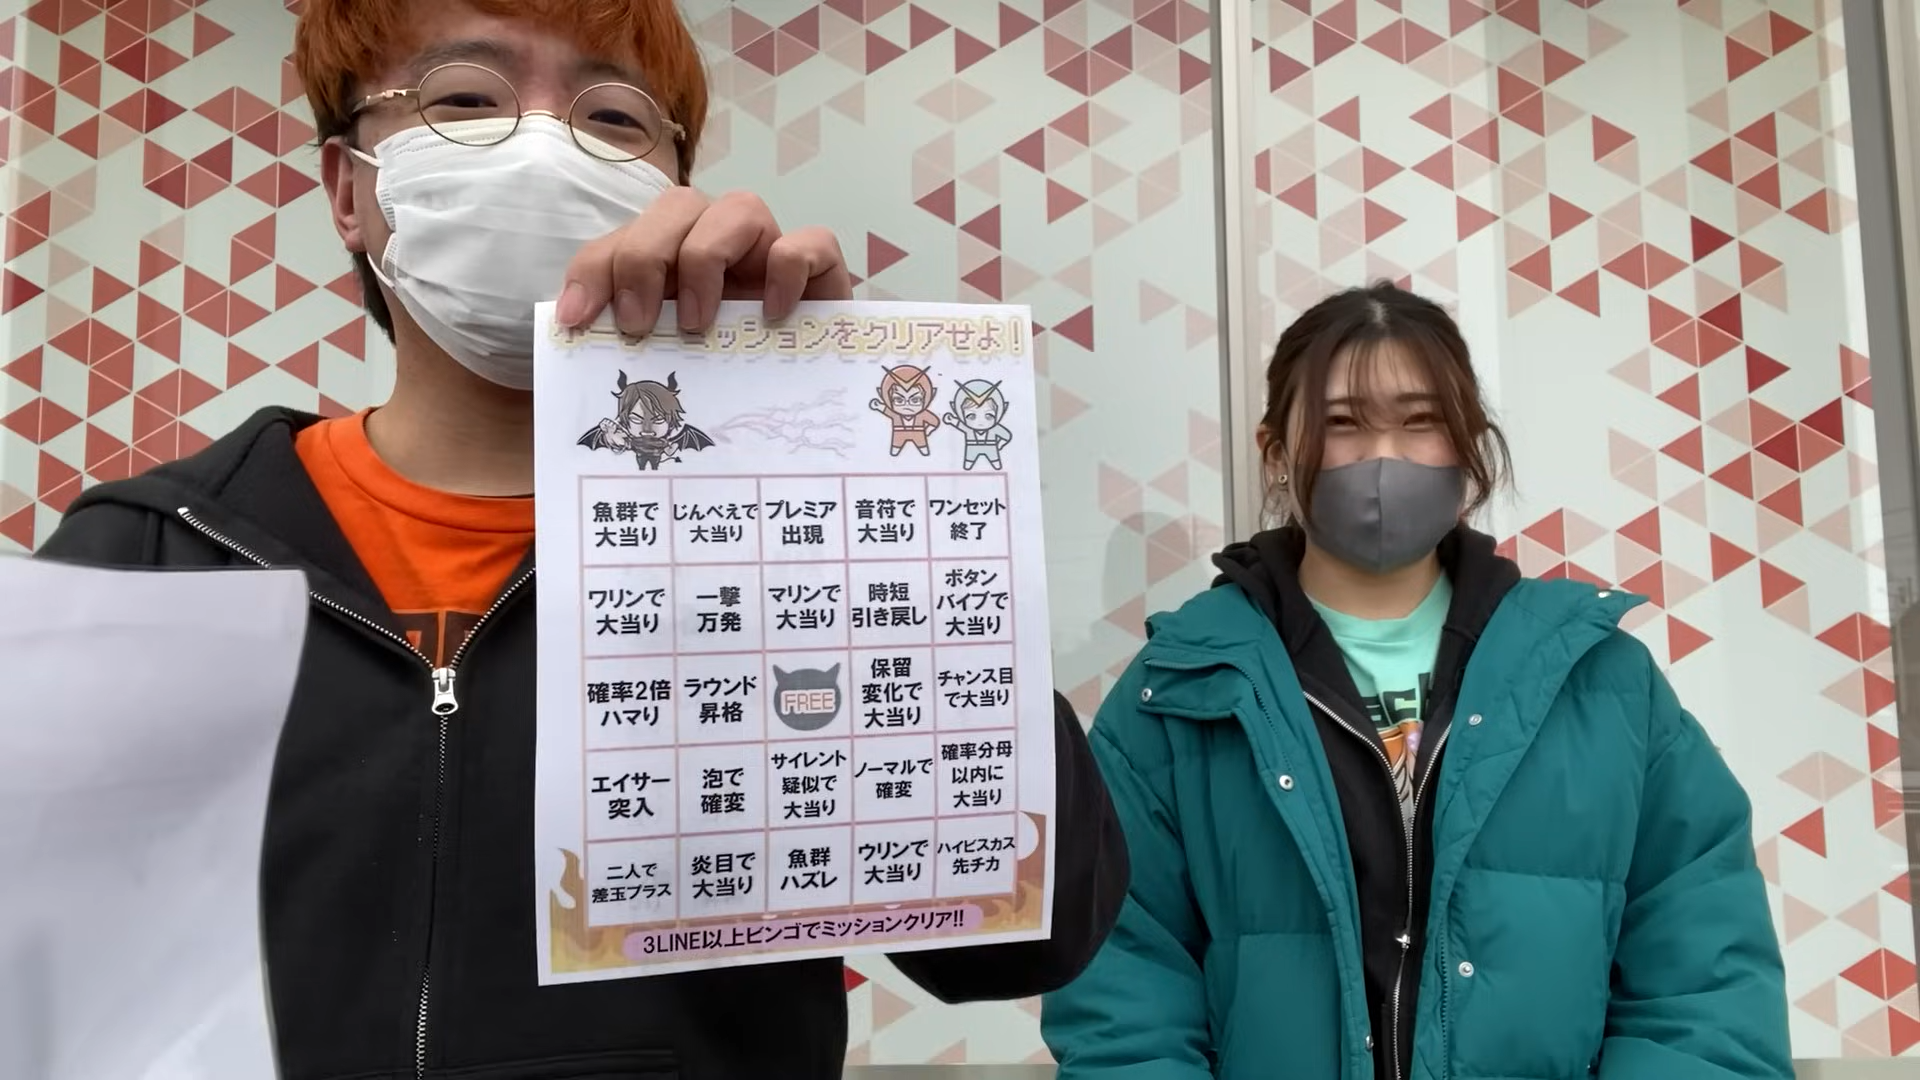 ミッションをクリアせよ!
魚群で
大当り
じんべえで
大当り
プレミア
出現
音符で
大当り
ワンセット
終了
ワリンで
大当り
一撃
万発
マリンで
大当り
時短
引き戻し
ボタン
バイブで
大当り
確率2倍
ハマり
ラウンド
昇格
FREE
保留
変化で
大当り
チャンス目
で大当り
エイサー
突入
泡で
確変
サイレント
疑似で
大当り
ノーマルで
確変
確率分母
以内に
大当り
二人で
差玉プラス
炎目で
大当り
魚群
ハズレ
ウリンで
大当り
ハイビスカス
先チカ
3LINE以上ビンゴでミッションクリア!!